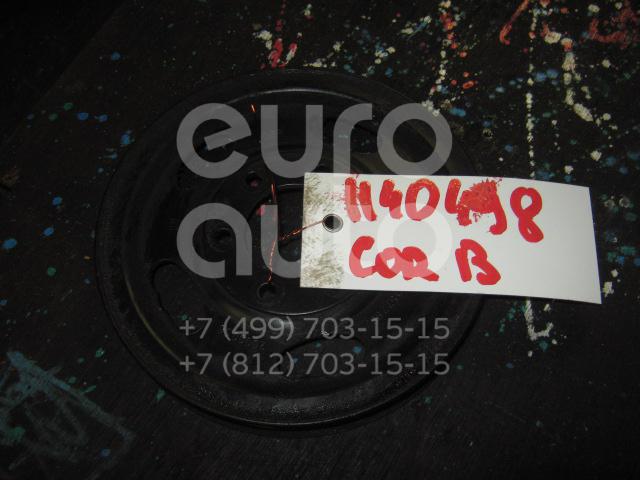 euro
auto
1140498
COR B
+7 (499) 703-15-15
+7 (812) 703-15-15